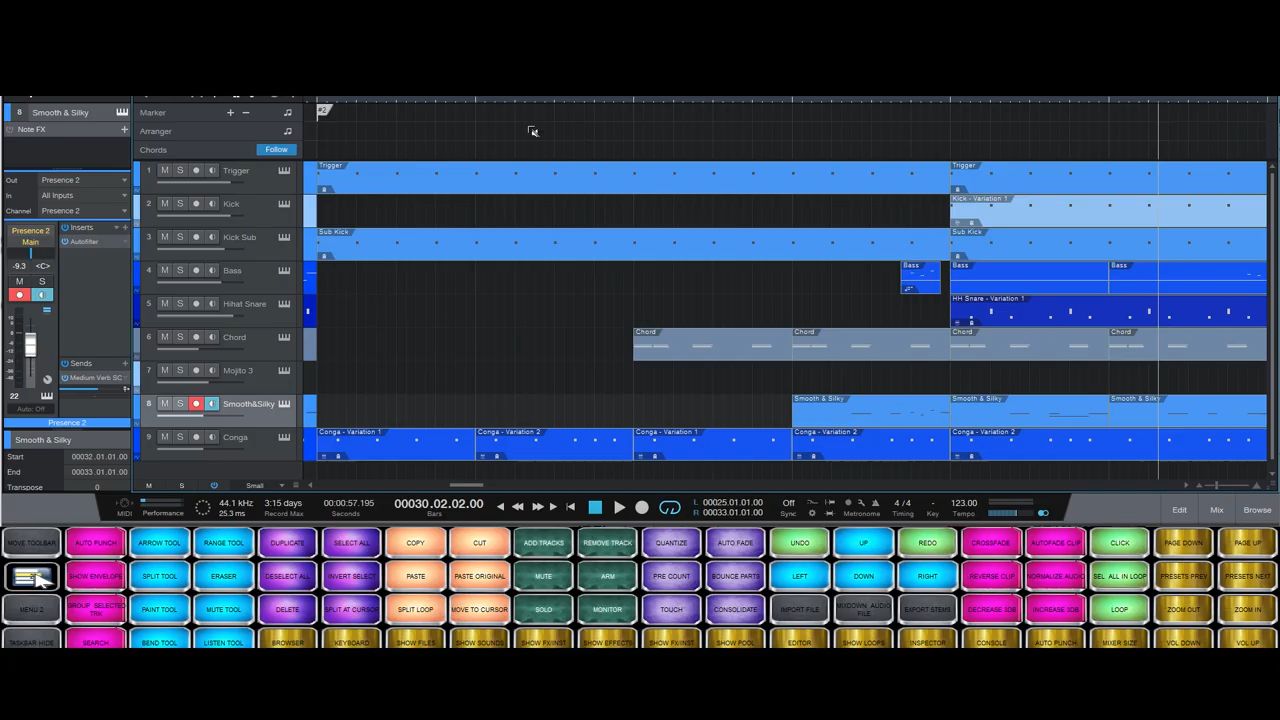 8 Smooth & Silky
Note FX +
Out Presence 2
In All Inputs
Channel Presence 2
Presence 2
Main
Inserts
Autofilter
-9.3 <C>
M S
Sends
Medium Verb SC
22
Auto: Off
Presence 2
Smooth & Silky
Start 00032.01.01.00
End 00033.01.01.00
Transpose 0
Marker + −
Arranger
Chords Follow
#2
1 M S Trigger
2 M S Kick
3 M S Kick Sub
4 M S Bass
5 M S Hihat Snare
6 M S Chord
7 M S Mojito 3
8 M S Smooth&Silky
9 M S Conga
M S Small
Trigger Trigger
Kick - Variation 1
Sub Kick Sub Kick
Bass Bass Bass
HH Snare - Variation 1
Chord Chord Chord Chord
Smooth & Silky Smooth & Silky Smooth & Silky
Conga - Variation 1 Conga - Variation 2 Conga - Variation 1 Conga - Variation 2 Conga - Variation 2
MIDI Performance
44.1 kHz
25.3 ms
3:15 days
Record Max
00:00:57.195
Seconds
00030.02.02.00
Bars
L 00025.01.01.00
R 00033.01.01.00
Off
Sync
Metronome
4 / 4
Timing
-
Key
123.00
Tempo
Edit Mix Browse
MOVE TOOLBAR AUTO PUNCH ARROW TOOL RANGE TOOL DUPLICATE SELECT ALL COPY CUT ADD TRACKS REMOVE TRACK QUANTIZE AUTO FADE UNDO UP REDO CROSSFADE AUTOFADE CLIP CLICK PAGE DOWN PAGE UP
SHOW ENVELOPE SPLIT TOOL ERASER DESELECT ALL INVERT SELECT PASTE PASTE ORIGINAL MUTE ARM PRE COUNT BOUNCE PARTS LEFT DOWN RIGHT REVERSE CLIP NORMALIZE AUDIO SEL ALL IN LOOP PRESETS PREV PRESETS NEXT
MENU 2 GROUP SELECTED TRK PAINT TOOL MUTE TOOL DELETE SPLIT AT CURSOR SPLIT LOOP MOVE TO CURSOR SOLO MONITOR TOUCH CONSOLIDATE IMPORT FILE MIXDOWN AUDIO FILE EXPORT STEMS DECREASE 3DB INCREASE 3DB LOOP ZOOM OUT ZOOM IN
TASKBAR HIDE SEARCH BEND TOOL LISTEN TOOL BROWSER KEYBOARD SHOW FILES SHOW SOUNDS SHOW FX/INST SHOW EFFECTS SHOW FX/INST SHOW POOL EDITOR SHOW LOOPS INSPECTOR CONSOLE AUTO PUNCH MIXER SIZE VOL DOWN VOL UP